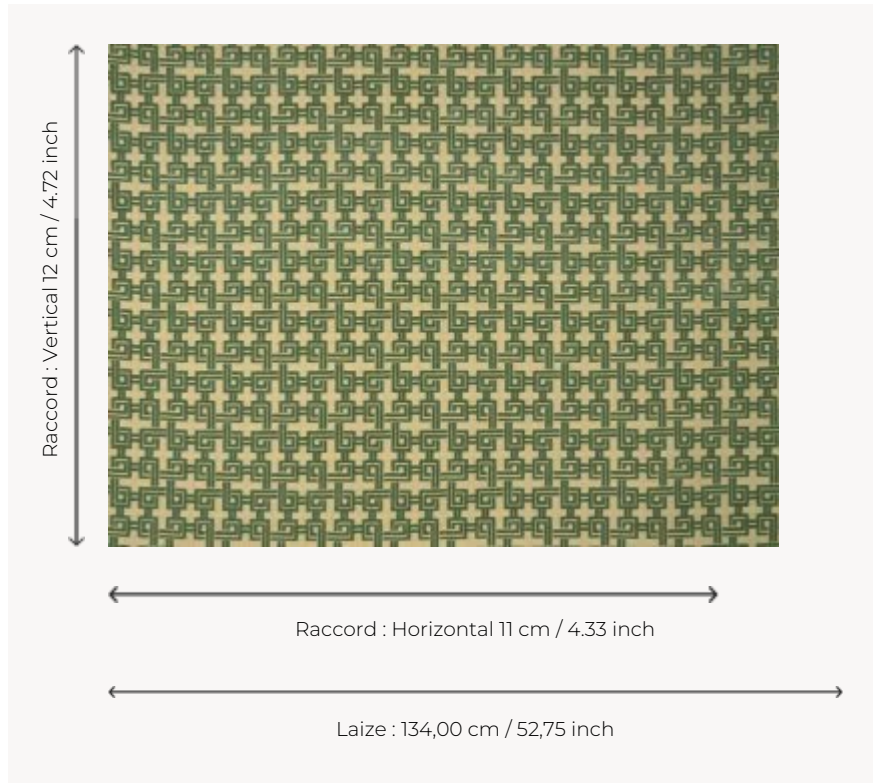 Raccord : Vertical 12 cm / 4.72 inch
Raccord : Horizontal 11 cm / 4.33 inch
Laize : 134,00 cm / 52,75 inch